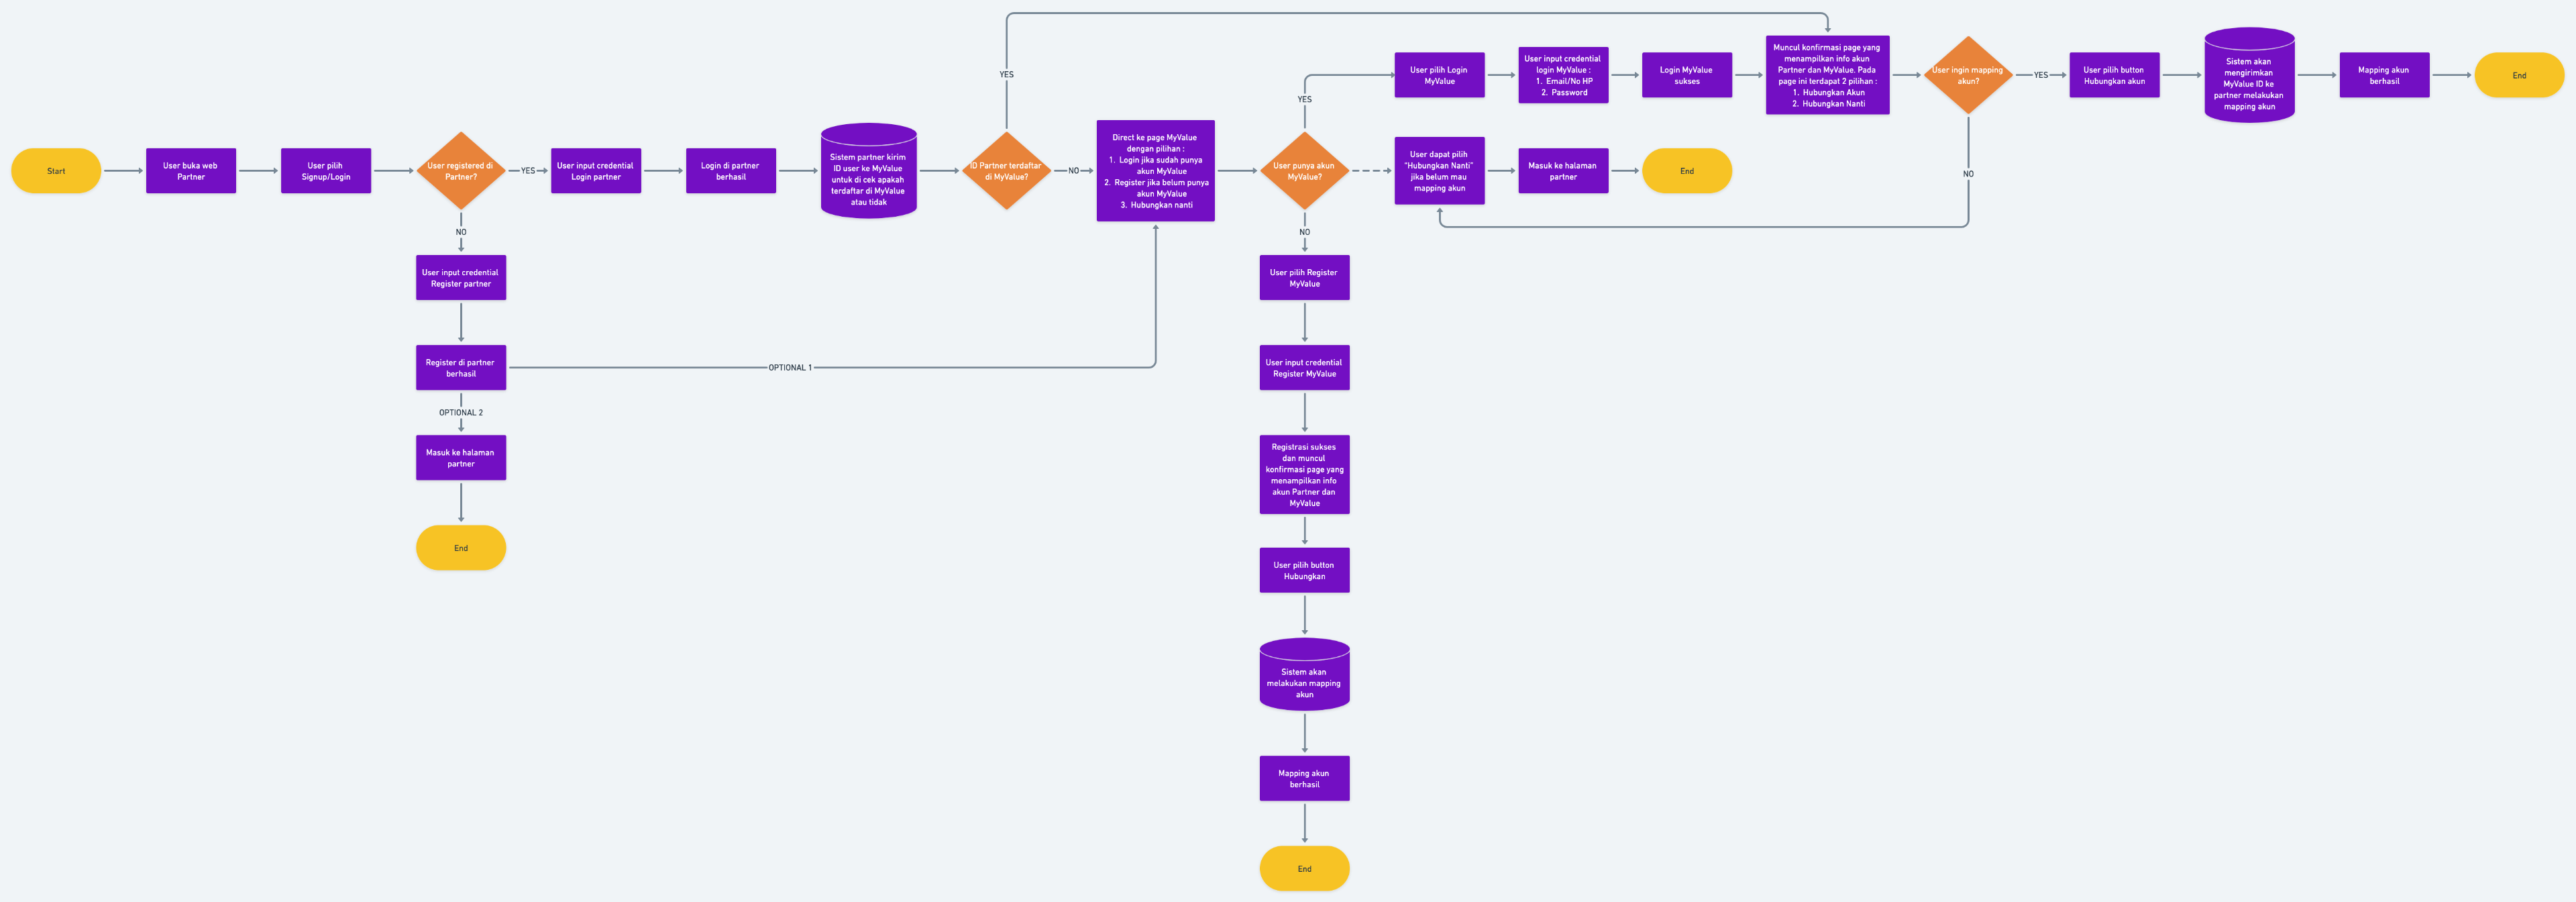 Start
User buka web
Partner
User pilih
Signup/Login
User registered di
Partner?
YES
User input credential
Login partner
Login di partner
berhasil
Sistem partner kirim
ID user ke MyValue
untuk di cek apakah
terdaftar di MyValue
atau tidak
ID Partner terdaftar
di MyValue?
YES
NO
Direct ke page MyValue
dengan pilihan :
1. Login jika sudah punya
akun MyValue
2. Register jika belum punya
akun MyValue
3. Hubungkan nanti
User punya akun
MyValue?
YES
User pilih Login
MyValue
User input credential
login MyValue :
1. Email/No HP
2. Password
Login MyValue
sukses
Muncul konfirmasi page yang
menampilkan info akun
Partner dan MyValue. Pada
page ini terdapat 2 pilihan :
1. Hubungkan Akun
2. Hubungkan Nanti
User ingin mapping
akun?
YES
User pilih button
Hubungkan akun
Sistem akan
mengirimkan
MyValue ID ke
partner melakukan
mapping akun
Mapping akun
berhasil
End
NO
User dapat pilih
“Hubungkan Nanti”
jika belum mau
mapping akun
Masuk ke halaman
partner
End
NO
User input credential
Register partner
Register di partner
berhasil
OPTIONAL 1
OPTIONAL 2
Masuk ke halaman
partner
End
NO
User pilih Register
MyValue
User input credential
Register MyValue
Registrasi sukses
dan muncul
konfirmasi page yang
menampilkan info
akun Partner dan
MyValue
User pilih button
Hubungkan
Sistem akan
melakukan mapping
akun
Mapping akun
berhasil
End